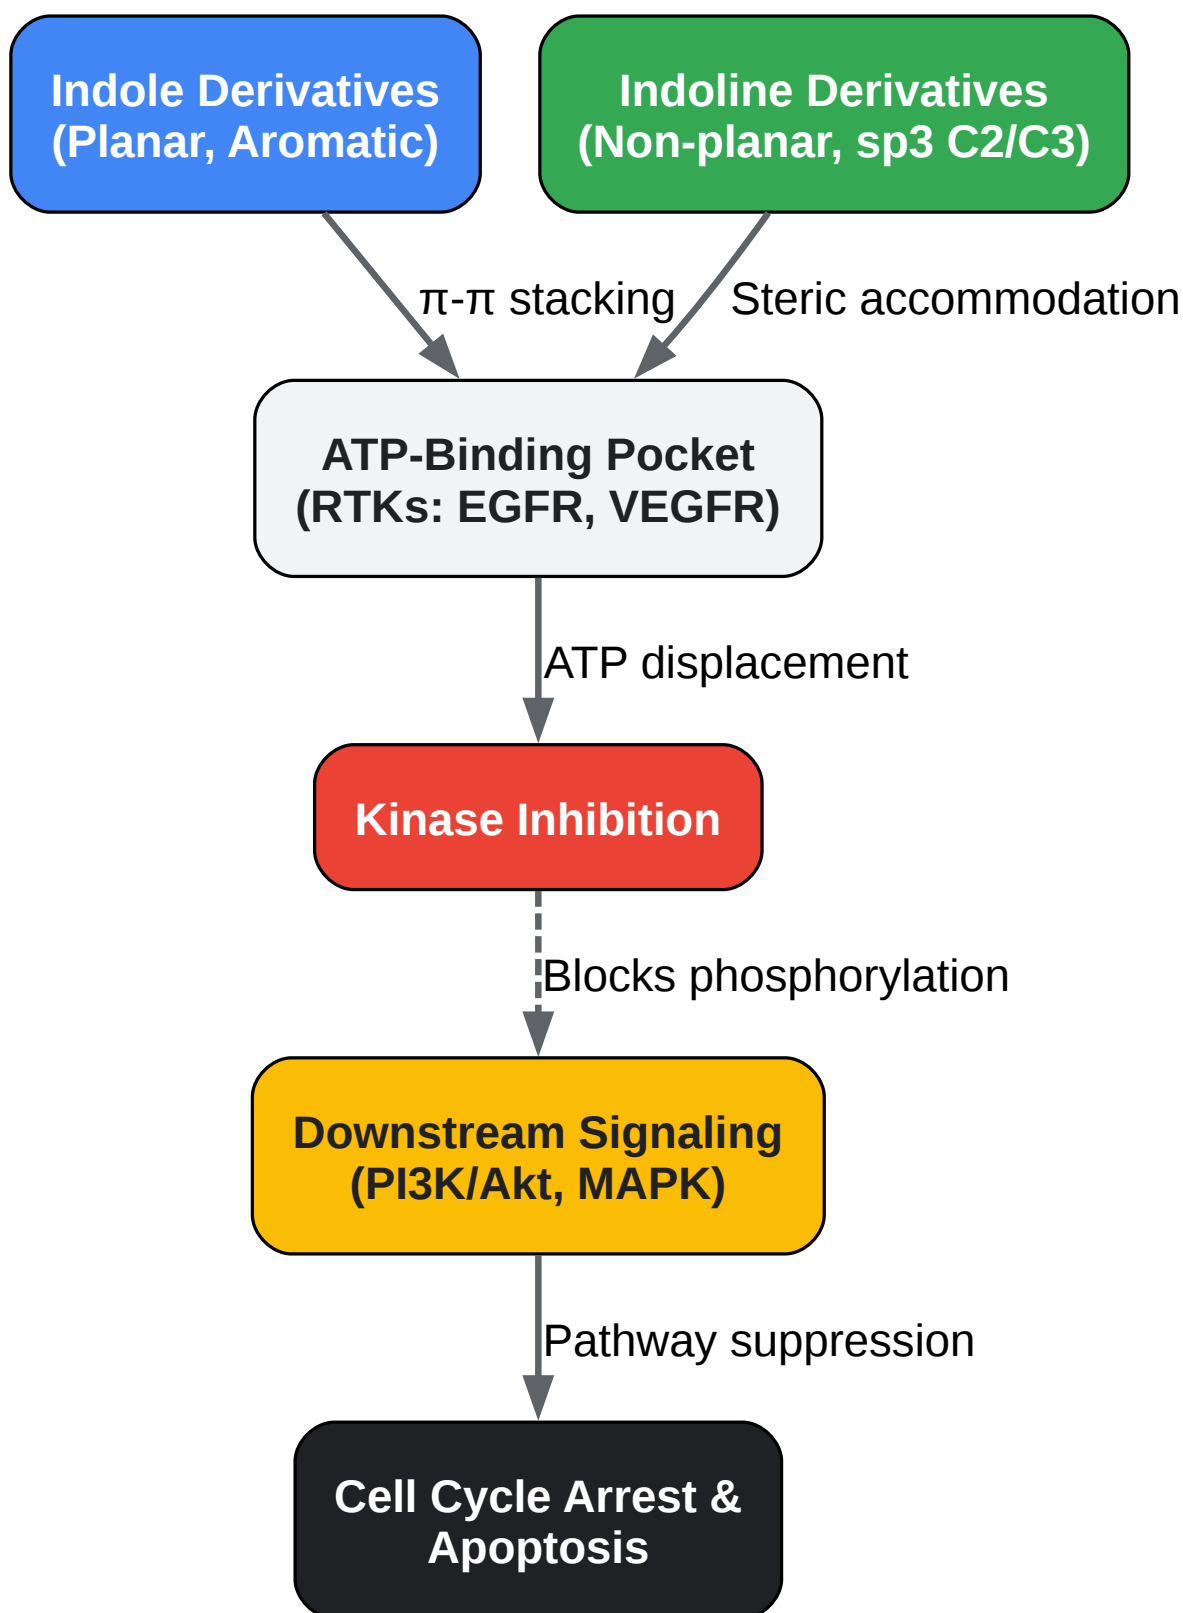 Indole Derivatives
(Planar, Aromatic)
Indoline Derivatives
(Non-planar, sp3 C2/C3)
π-π stacking
Steric accommodation
ATP-Binding Pocket
(RTKs: EGFR, VEGFR)
ATP displacement
Kinase Inhibition
Blocks phosphorylation
Downstream Signaling
(PI3K/Akt, MAPK)
Pathway suppression
Cell Cycle Arrest &
Apoptosis